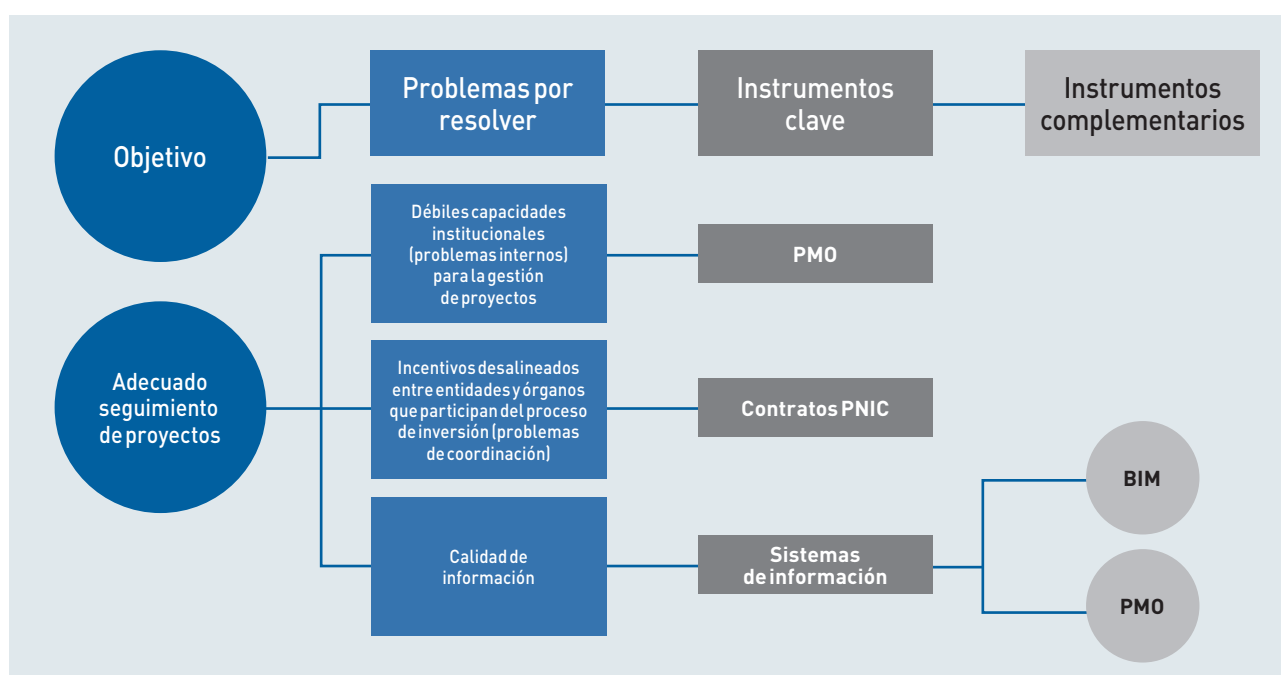 Objetivo
Problemas por
resolver
Instrumentos
clave
Instrumentos
complementarios
Adecuado
seguimiento
de proyectos
Débiles capacidades
institucionales
(problemas internos)
para la gestión
de proyectos
PMO
Incentivos desalineados
entre entidades y órganos
que participan del proceso
de inversión (problemas
de coordinación)
Contratos PNIC
Calidad de
información
Sistemas
de información
BIM
PMO